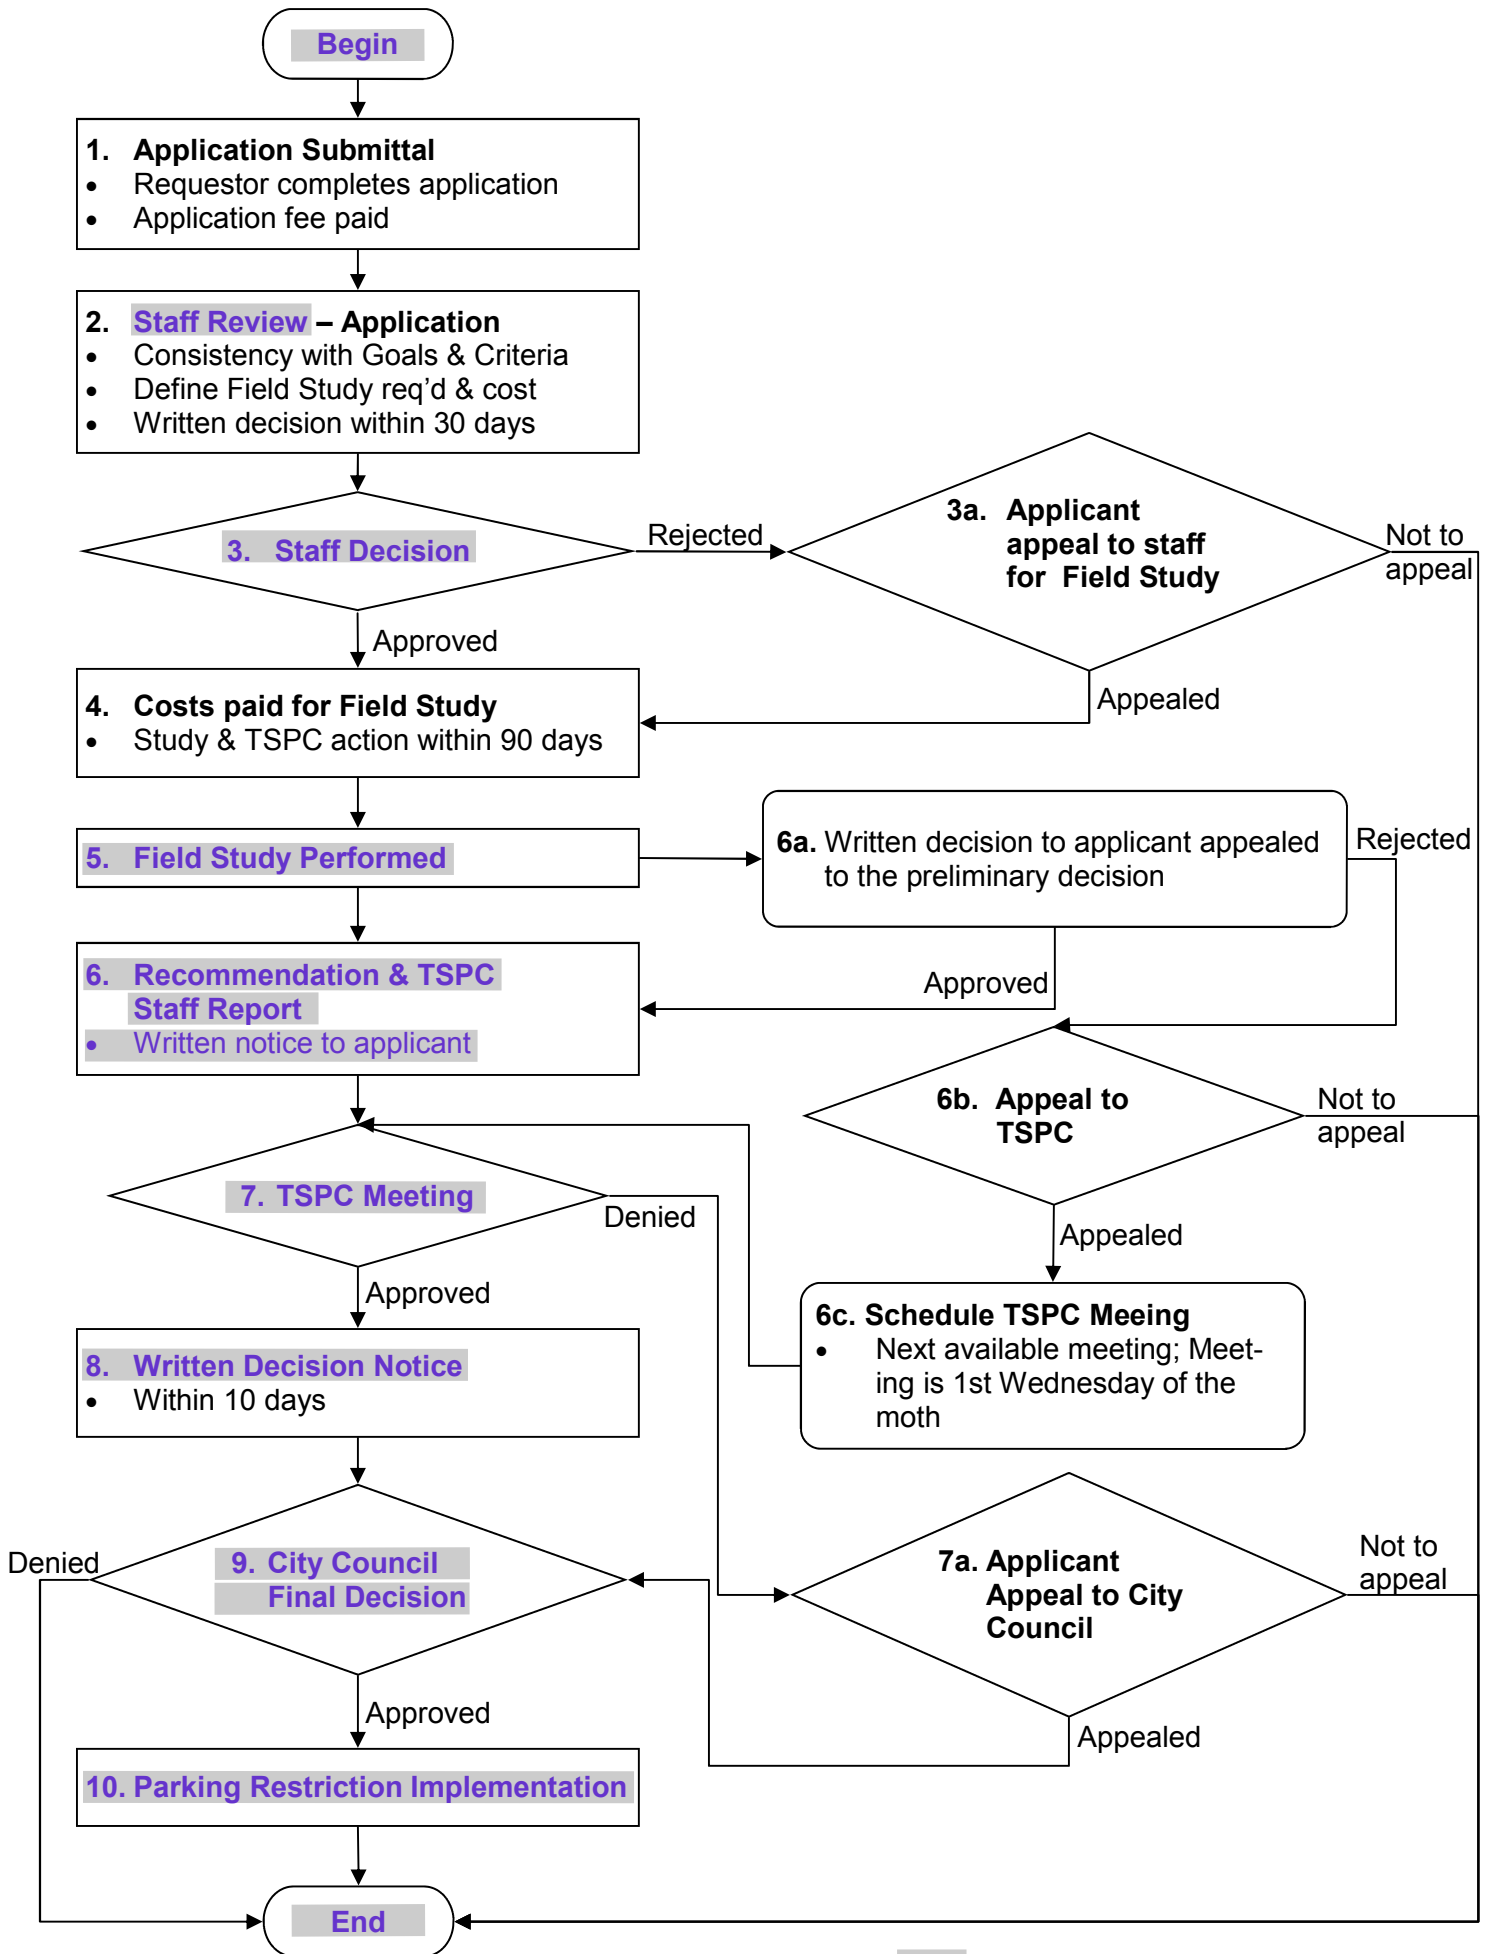 Begin
1. Application Submittal
• Requestor completes application
• Application fee paid
2. Staff Review – Application
• Consistency with Goals & Criteria
• Define Field Study req'd & cost
• Written decision within 30 days
3. Staff Decision
Rejected
3a. Applicant
appeal to staff
for Field Study
Not to
appeal
Approved
Appealed
4. Costs paid for Field Study
• Study & TSPC action within 90 days
5. Field Study Performed
6a. Written decision to applicant appealed
to the preliminary decision
Rejected
Approved
6. Recommendation & TSPC
Staff Report
• Written notice to applicant
6b. Appeal to
TSPC
Not to
appeal
7. TSPC Meeting
Denied
Appealed
Approved
6c. Schedule TSPC Meeing
• Next available meeting; Meet-
ing is 1st Wednesday of the
moth
8. Written Decision Notice
• Within 10 days
Denied
9. City Council
Final Decision
7a. Applicant
Appeal to City
Council
Not to
appeal
Approved
Appealed
10. Parking Restriction Implementation
End